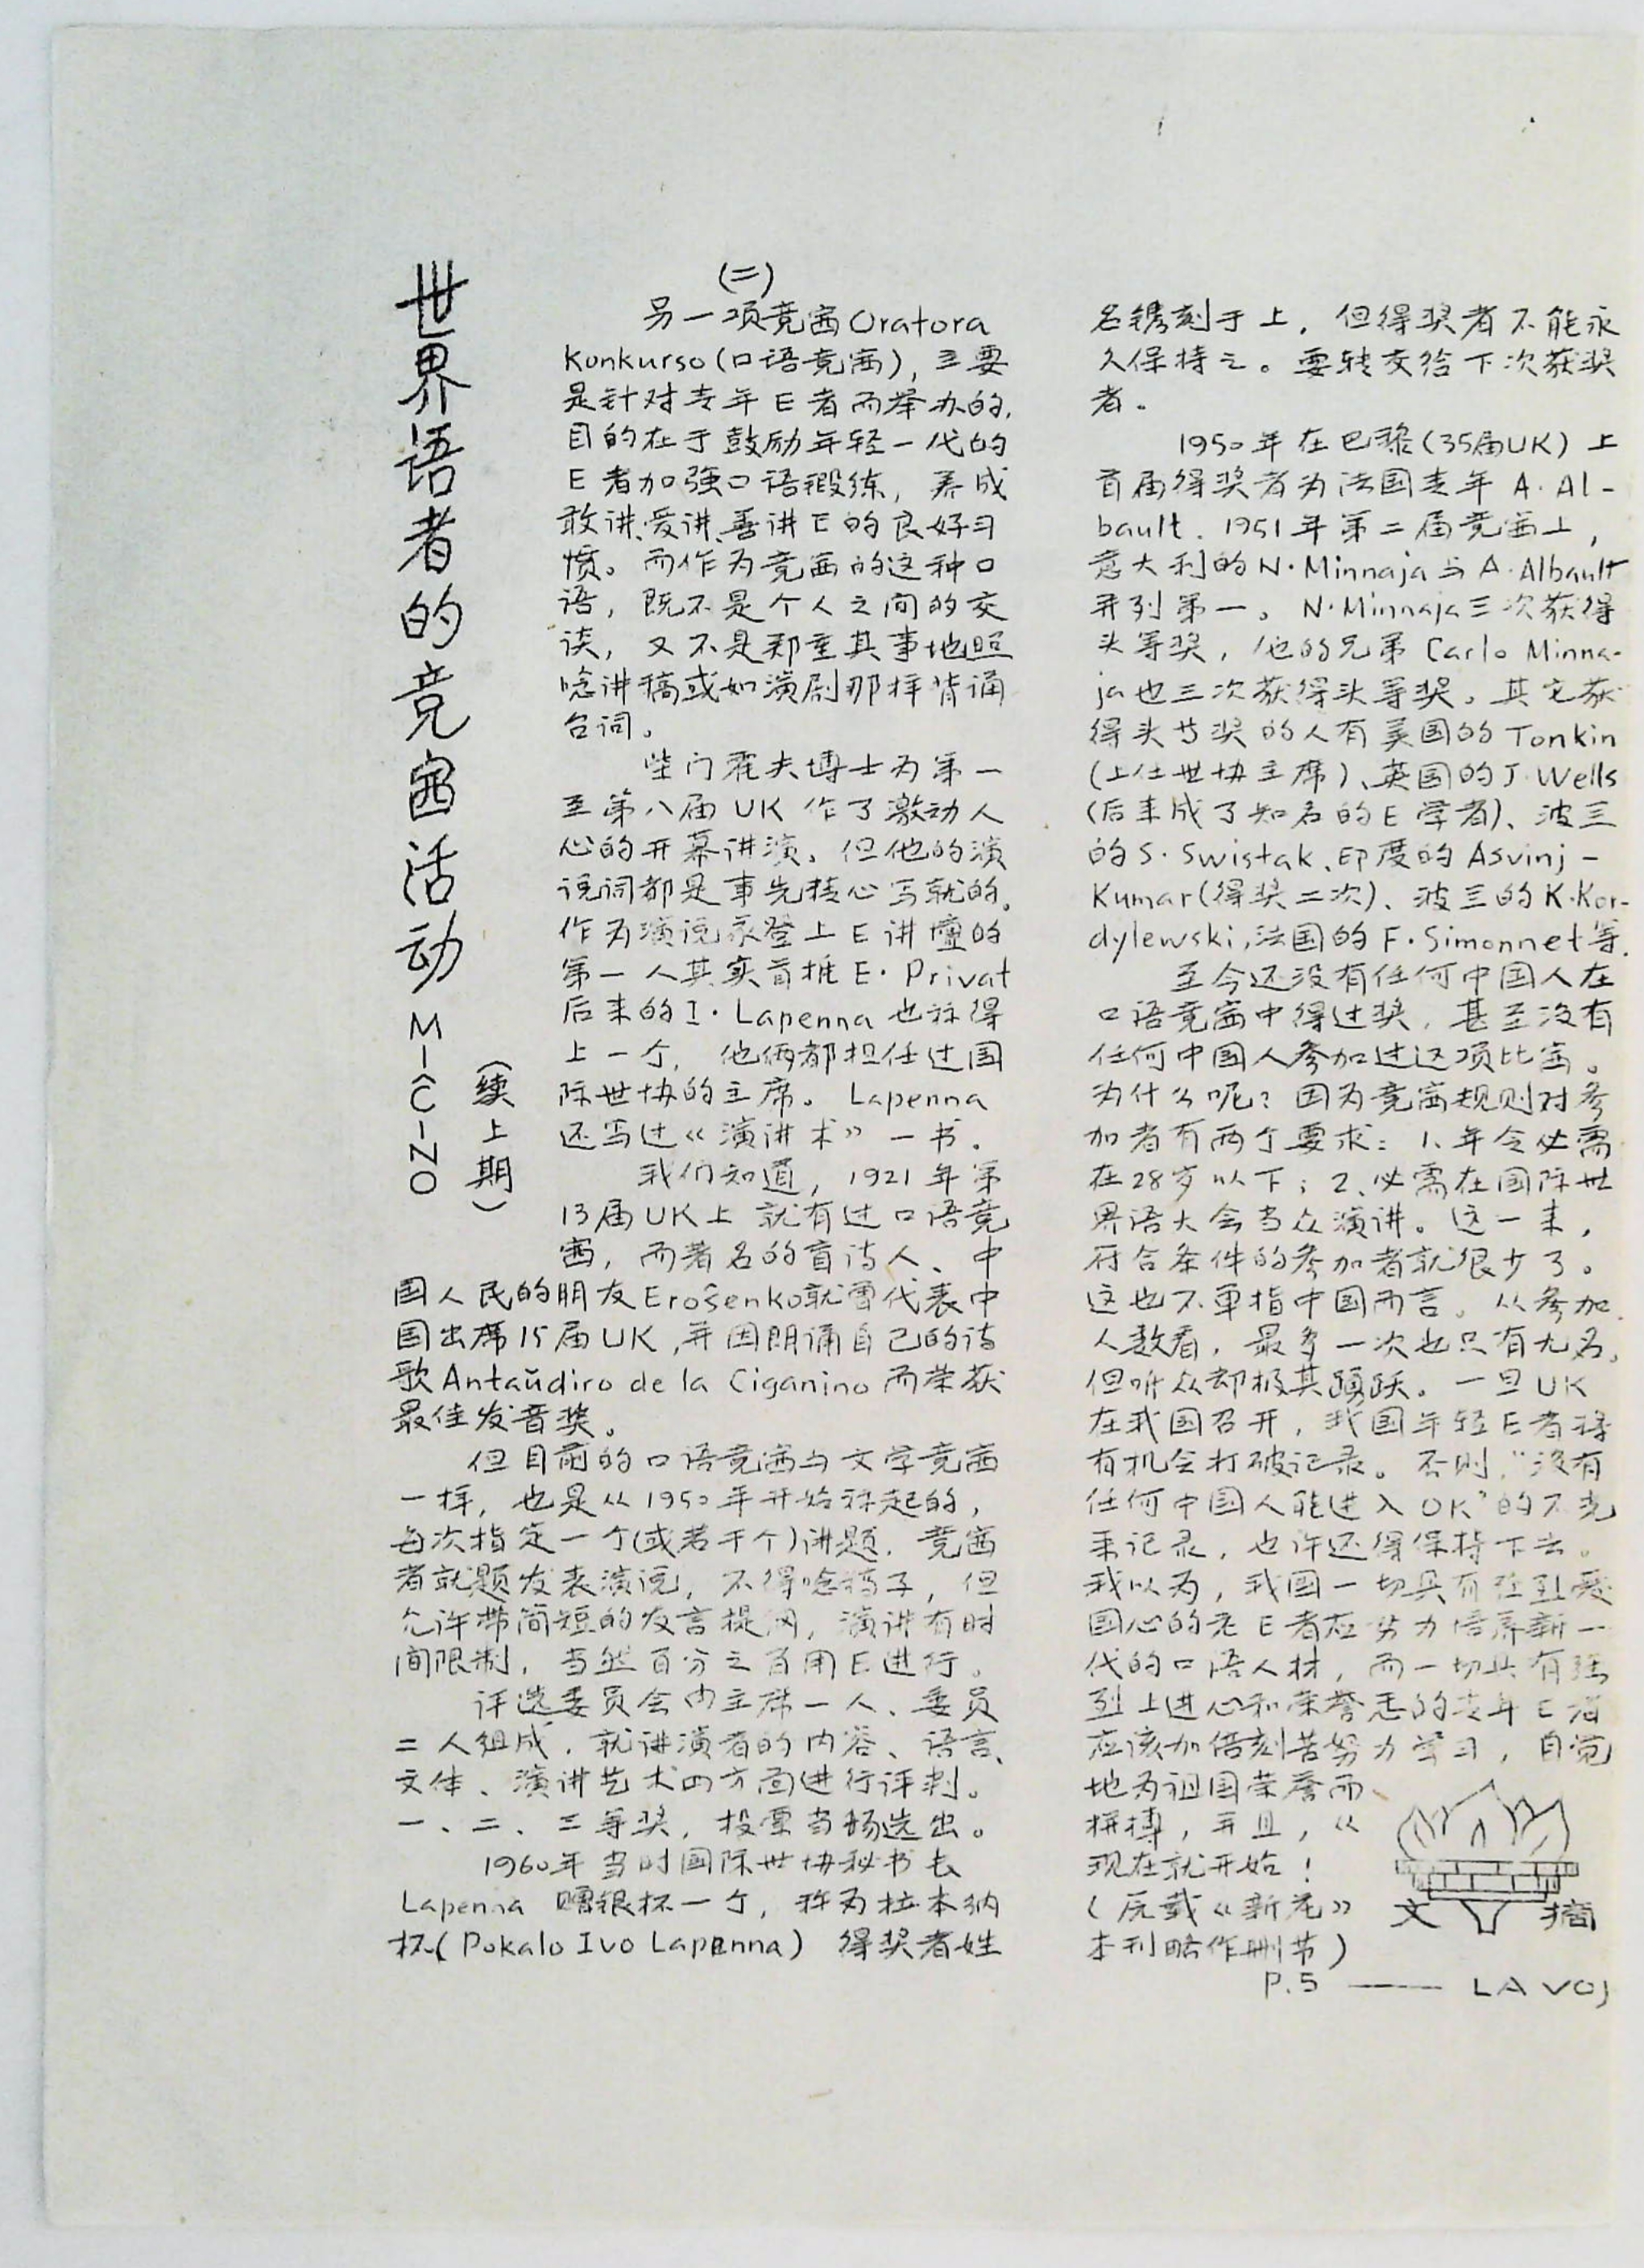 世界语者的竞赛活动
MIĈINO
（续上期）
（二）
另一项竞赛Oratora
Konkurso（口语竞赛），主要
是针对青年E者而举办的，
目的在于鼓励年轻一代的
E者加强口语锻练，养成
敢讲、爱讲、善讲E的良好习
惯。而作为竞赛的这种口
语，既不是个人之间的交
谈，又不是郑重其事地照
唸讲稿或如演剧那样背诵
台词。
柴门霍夫博士为第一
至第八届UK作了激动人
心的开幕讲演，但他的演
说词都是事先精心写就的。
作为演说家登上E讲坛的
第一人其实首推E·Privat
后来的I·Lapenna也称得
上一个，他俩都担任过国
际世协的主席。Lapenna
还写过《演讲术》一书．
我们知道，1921年第
13届UK上就有过口语竞
赛，而著名的盲诗人、中
国人民的朋友Eroŝenko就曾代表中
国出席15届UK，并因朗诵自己的诗
歌Antaŭdiro de la Ciganino而荣获
最佳发音奖。
但目前的口语竞赛与文学竞赛
一样，也是从1950年开始称起的，
每次指定一个（或若干个）讲题．竞赛
者就题发表演说，不得唸稿子，但
允许带简短的发言提网，演讲有时
间限制，当然百分之百用E进行。
评选委员会由主席一人、委员
二人组成．就讲演者的内容、语言、
文体、演讲艺术四方面进行评判。
一、二、三等奖，投票当场选出。
1960年当时国际世协秘书长
Lapenna 赠银杯一个，称为拉本纳
杯（Pokalo Ivo Lapenna）得奖者姓
名镌刻于上，但得奖者不能永
久保持之。要转交给下次获奖
者。
1950年在巴黎（35届UK）上
首届得奖者为法国青年 A·Al-
bault．1951年第二届竞赛上，
意大利的N·Minnaja与A·Albault
并列第一。N·Minnaja三次获得
头等奖，他的兄弟Carlo Minna-
ja也三次获得头等奖。其它获
得头等奖的人有美国的Tonkin
（上任世协主席）、英国的J·Wells
（后来成了知名的E学者）、波兰
的S·Swistak、印度的Asvinj-
Kumar（得奖二次）、波兰的K·Kor-
dylewski，法国的F·Simonnet等．
至今还没有任何中国人在
口语竞赛中得过奖，甚至没有
任何中国人参加过这项比赛。
为什么呢？因为竞赛规则对参
加者有两个要求：1．年令必需
在28岁以下；2、必需在国际世
界语大会当众演讲。这一来，
符合条件的参加者就很少了。
这也不单指中国而言。从参加
人数看，最多一次也只有九名，
但听众却极其踴跃。一旦UK
在我国召开，我国年轻E者将
有机会打破记录。否则，“没有
任何中国人能进入OK”的不光
采记录，也许还得保持下去。
我以为，我国一切具有强烈爱
国心的老E者应努力培养新一
代的口语人材，而一切具有强
烈上进心和荣誉志的青年E者
应该加倍刻苦努力学习，自觉
地为祖国荣誉而
拼搏，并且，从
现在就开始！
（原载《新芒》
本刊略作删节）
文摘
P.5 —— LA VOJ